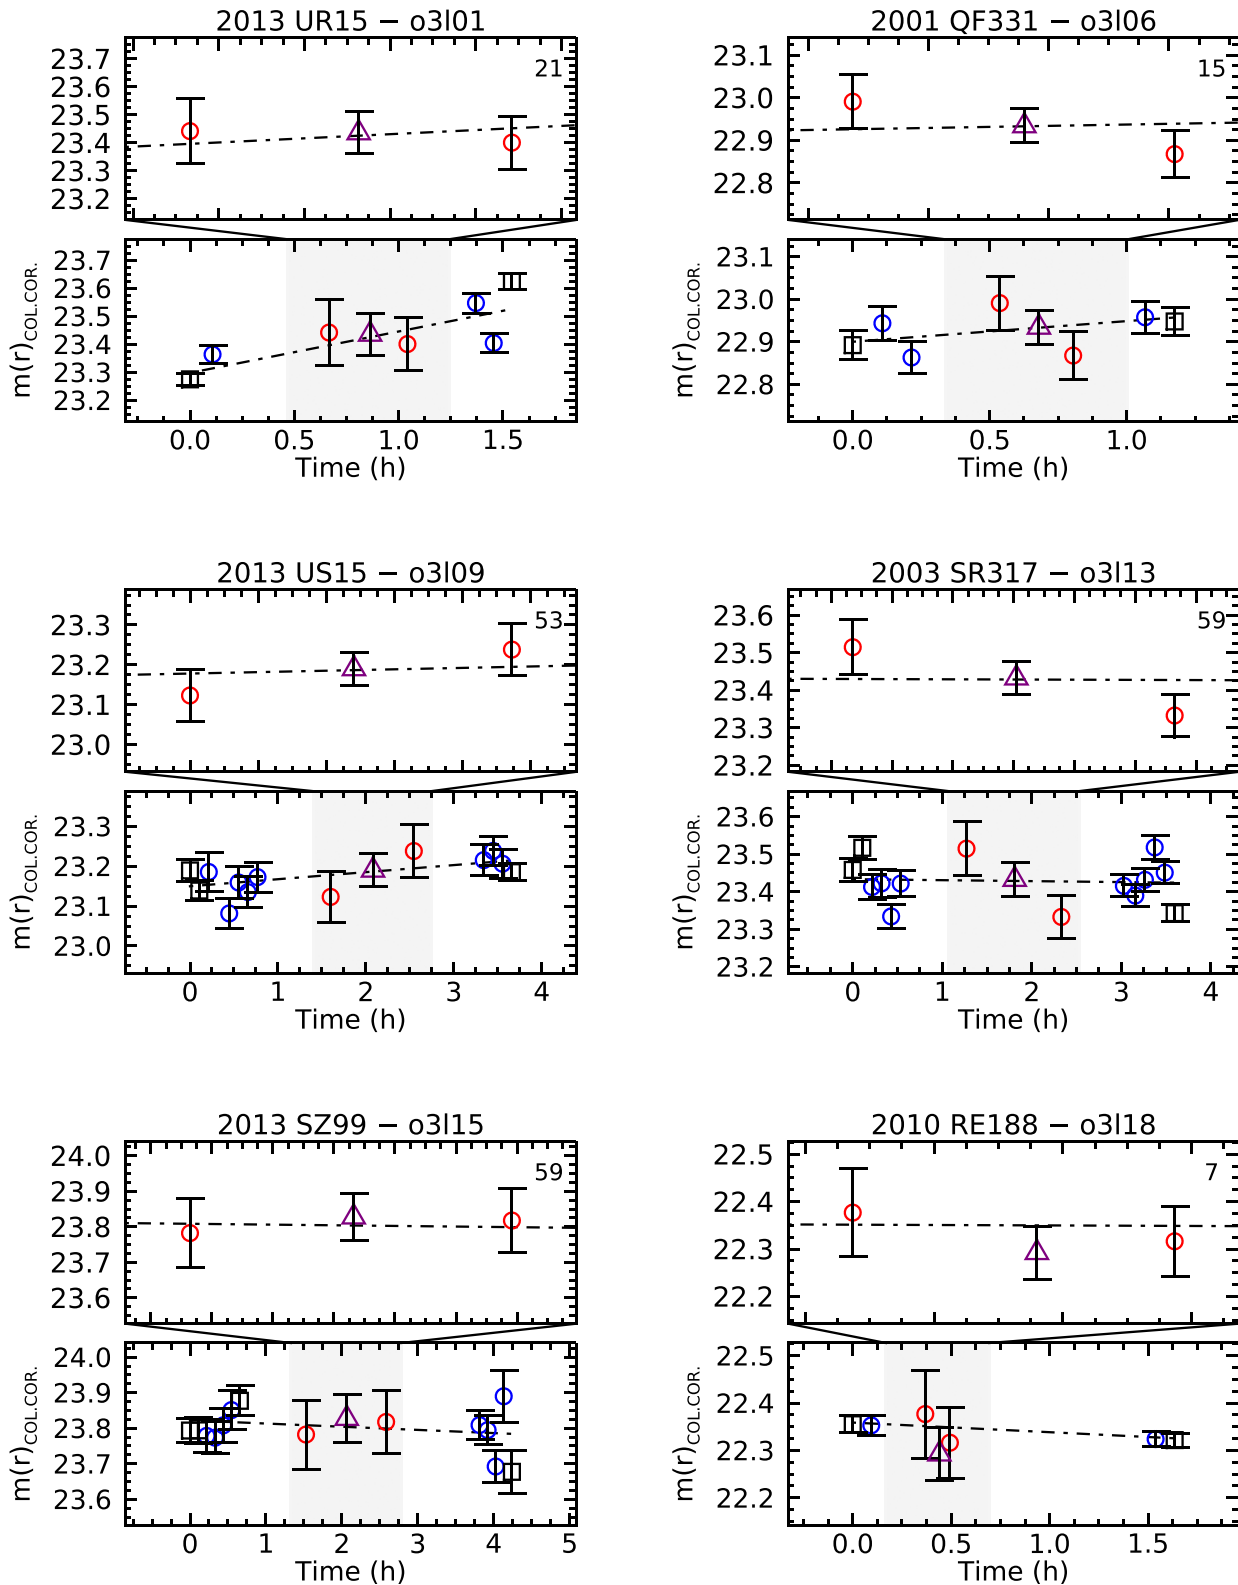 2013 UR15 − o3l01
23.7
23.6
23.5
23.4
23.3
23.2
21
23.7
23.6
23.5
23.4
23.3
23.2
m(r)COL.COR.
0.0 0.5 1.0 1.5
Time (h)
2001 QF331 − o3l06
23.1
23.0
22.9
22.8
15
23.1
23.0
22.9
22.8
m(r)COL.COR.
0.0 0.5 1.0
Time (h)
2013 US15 − o3l09
23.3
23.2
23.1
23.0
53
23.3
23.2
23.1
23.0
m(r)COL.COR.
0 1 2 3 4
Time (h)
2003 SR317 − o3l13
23.6
23.5
23.4
23.3
23.2
59
23.6
23.5
23.4
23.3
23.2
m(r)COL.COR.
0 1 2 3 4
Time (h)
2013 SZ99 − o3l15
24.0
23.9
23.8
23.7
23.6
59
24.0
23.9
23.8
23.7
23.6
m(r)COL.COR.
0 1 2 3 4 5
Time (h)
2010 RE188 − o3l18
22.5
22.4
22.3
22.2
7
22.5
22.4
22.3
22.2
m(r)COL.COR.
0.0 0.5 1.0 1.5
Time (h)